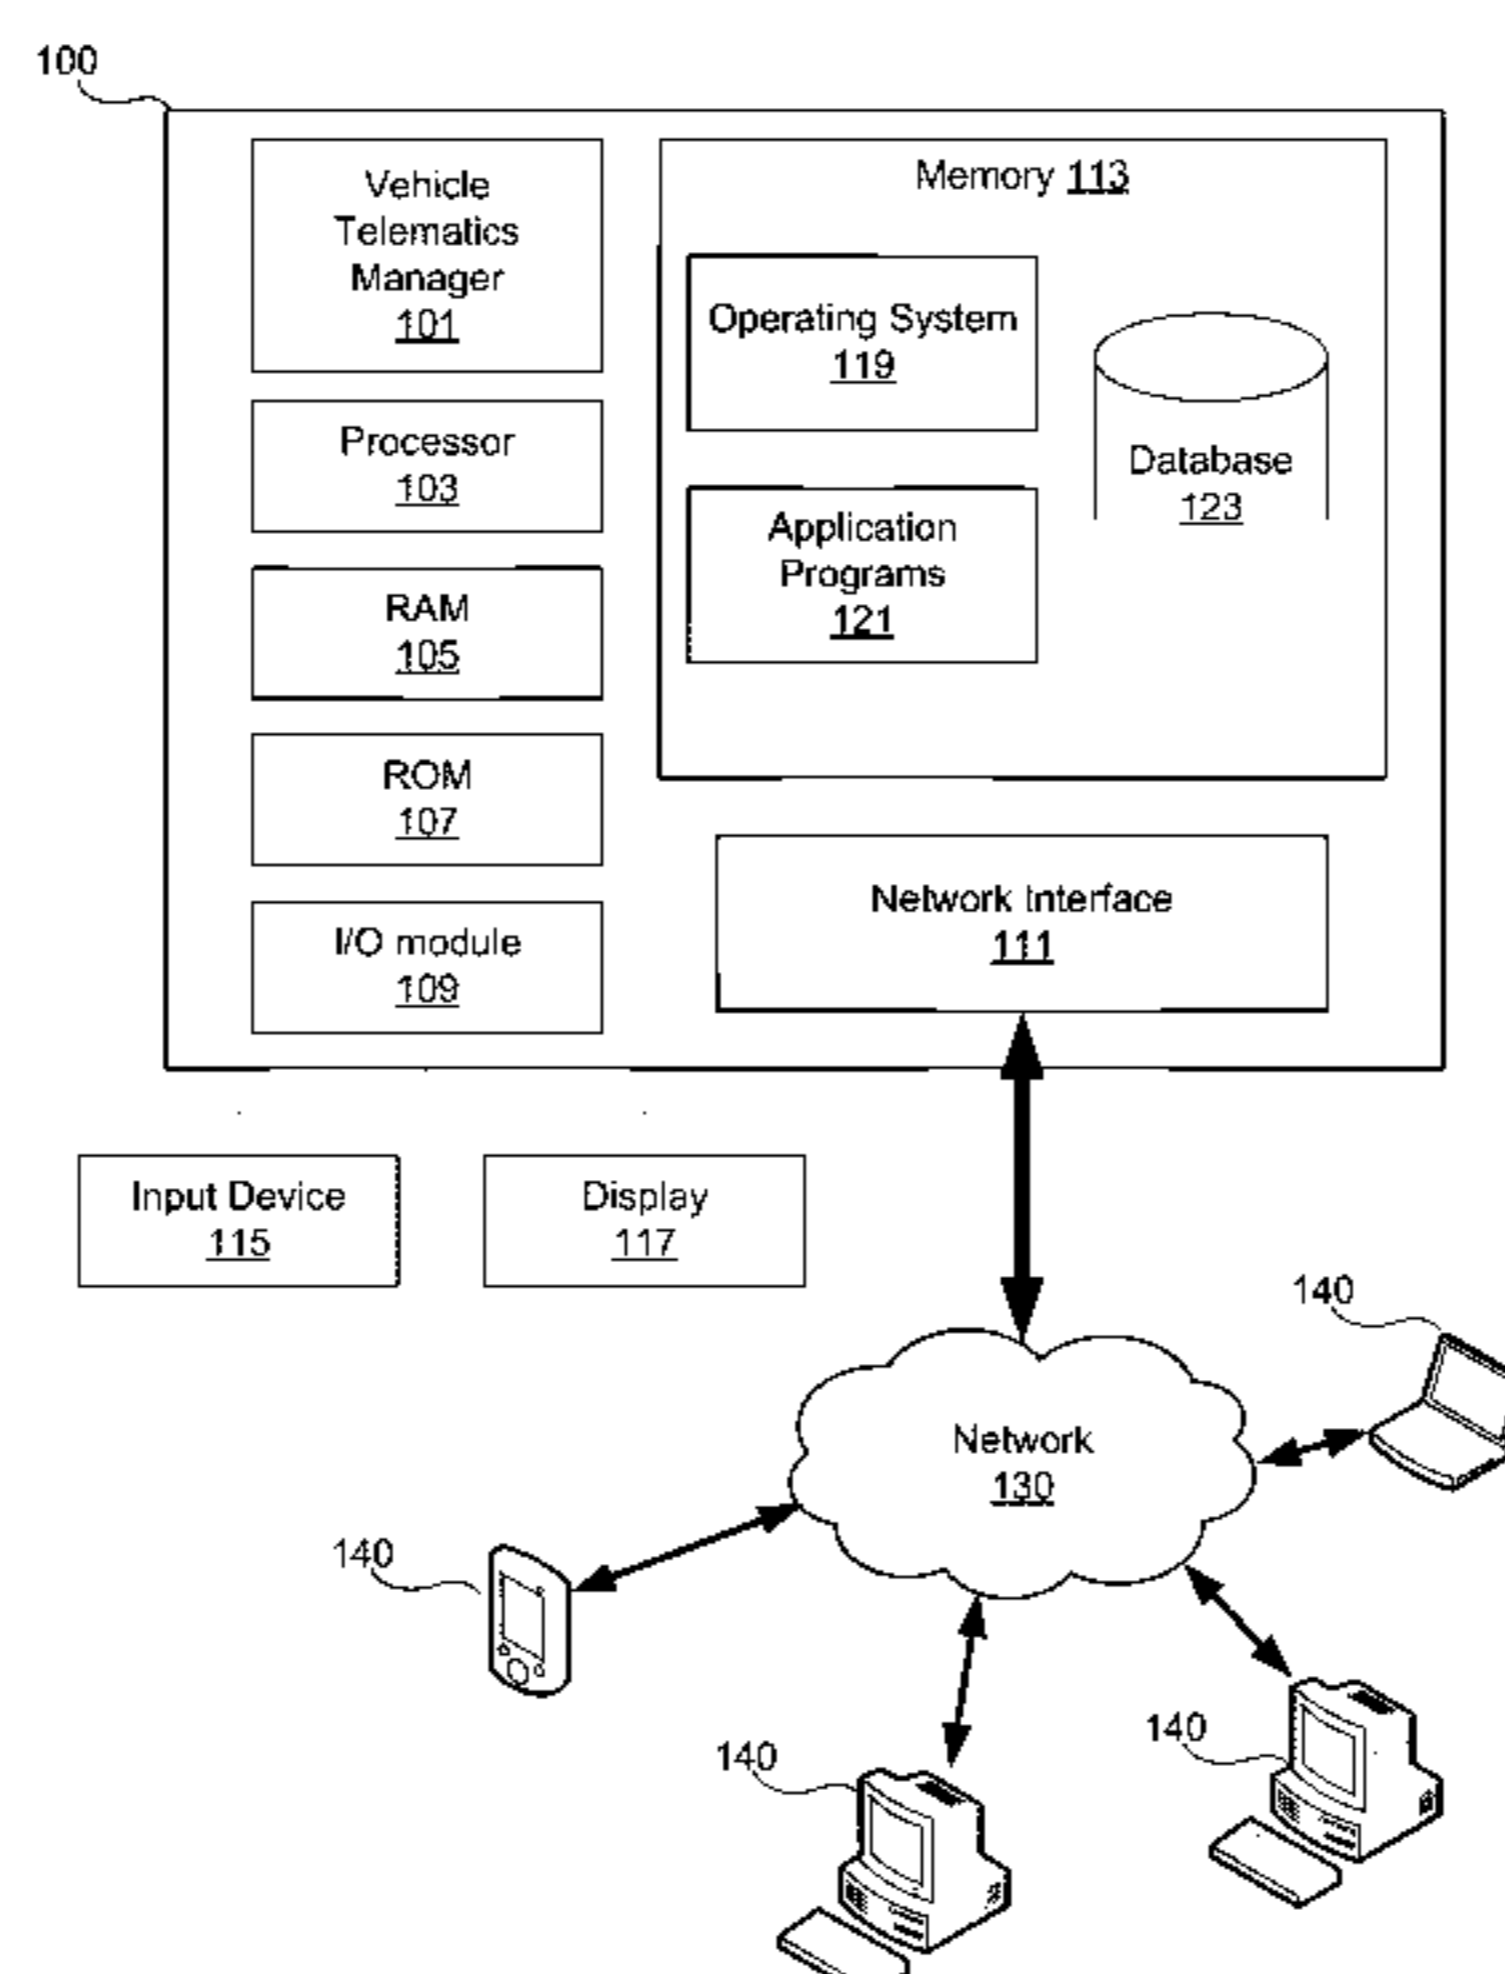 100
Vehicle
Telematics
Manager
101
Processor
103
RAM
105
ROM
107
I/O module
109
Memory 113
Operating System
119
Application
Programs
121
Database
123
Network Interface
111
Input Device
115
Display
117
Network
130
140
140
140
140